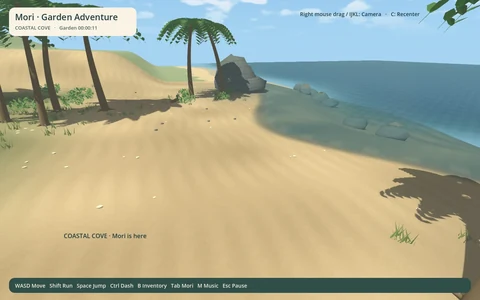 Mori · Garden Adventure
COASTAL COVE · Garden 00:00:11
Right mouse drag / IJKL: Camera · C: Recenter
COASTAL COVE · Mori is here
WASD Move Shift Run Space Jump Ctrl Dash B Inventory Tab Mori M Music Esc Pause